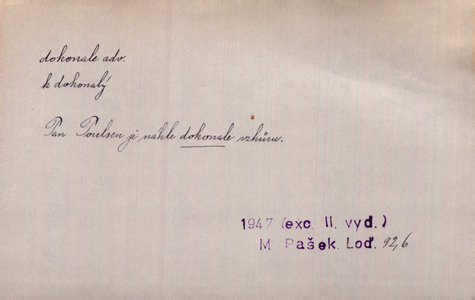 dokonale adv.
k dokonalý
Pan Poulsen je náhle dokonale vzhůru.
1947 (exc. II. vyd.)
M. Pašek. Loď. 92,6